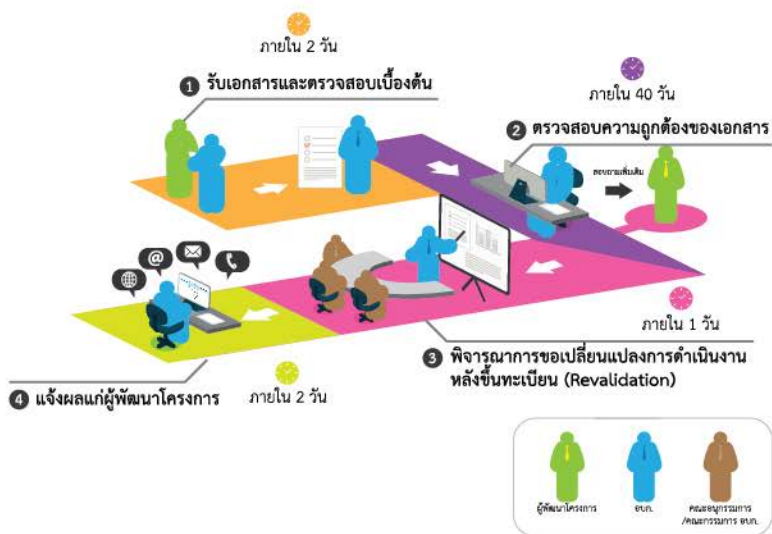 ภายใน 2 วัน
1 รับเอกสารและตรวจสอบเบื้องต้น
ภายใน 40 วัน
2 ตรวจสอบความถูกต้องของเอกสาร
สอบถามเพิ่มเติม
@
ภายใน 1 วัน
3 พิจารณาการขอเปลี่ยนแปลงการดำเนินงาน
หลังขึ้นทะเบียน (Revalidation)
4 แจ้งผลแก่ผู้พัฒนาโครงการ
ภายใน 2 วัน
ผู้พัฒนาโครงการ
อบก.
คณะอนุกรรมการ
/คณะกรรมการ อบก.